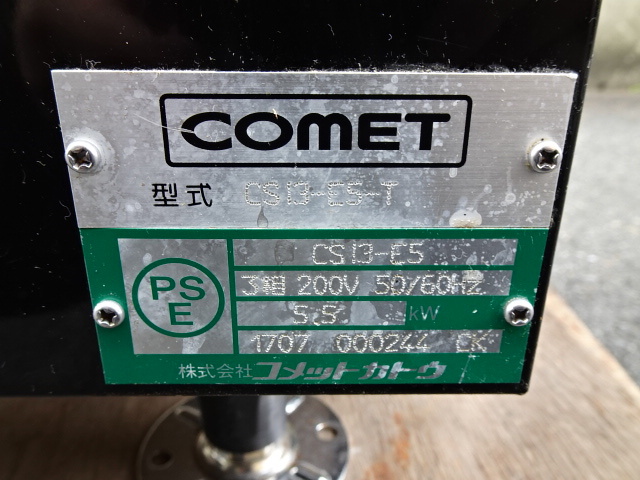 COMET
型式 CS13-E5-T
CS13-E5
PS
E
3相 200V 50/60Hz
5.5 kW
1707 000244 CK
株式会社コメットカトウ